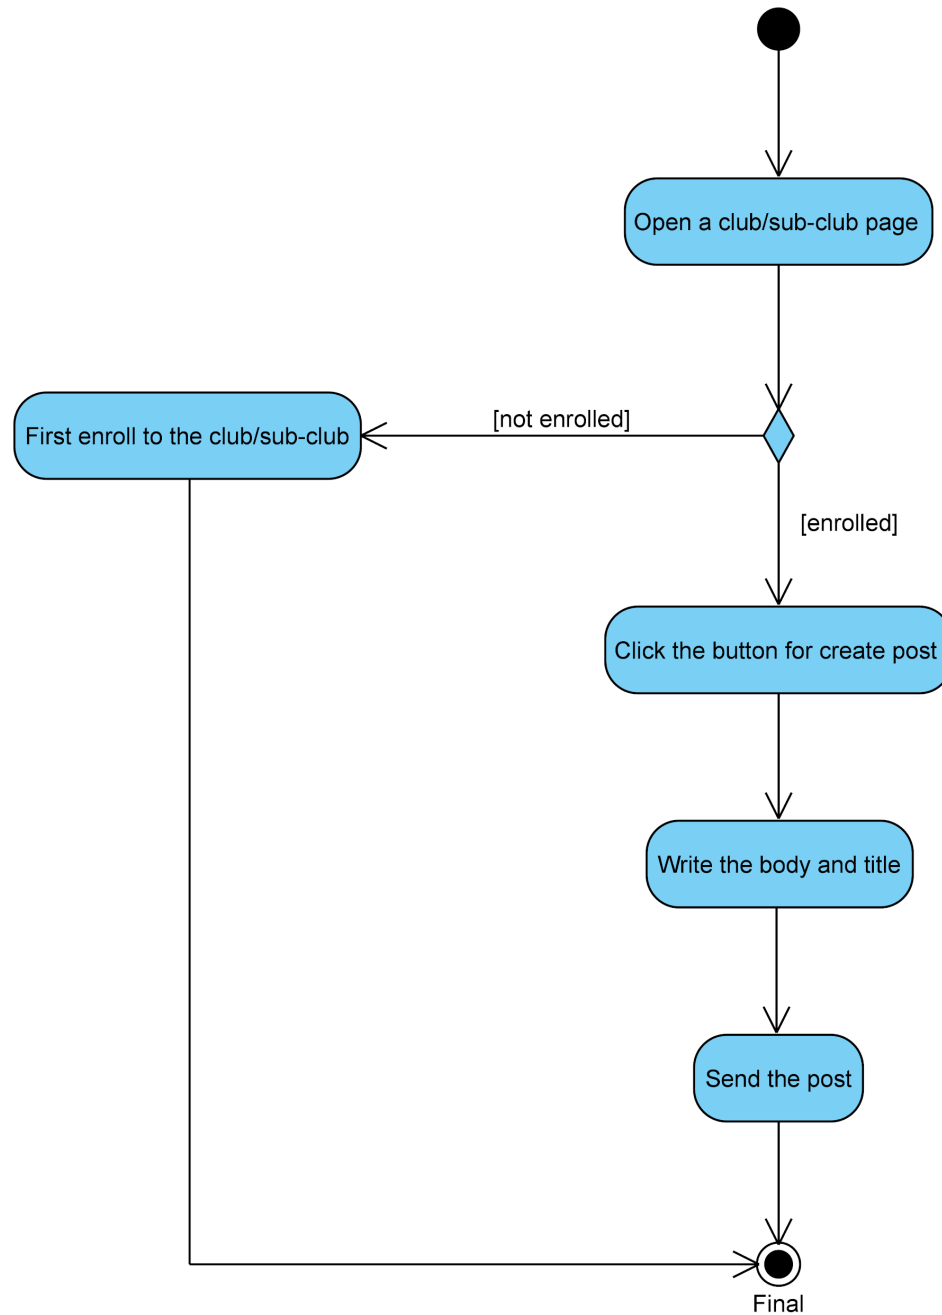 Open a club/sub-club page
[not enrolled]
First enroll to the club/sub-club
[enrolled]
Click the button for create post
Write the body and title
Send the post
Final